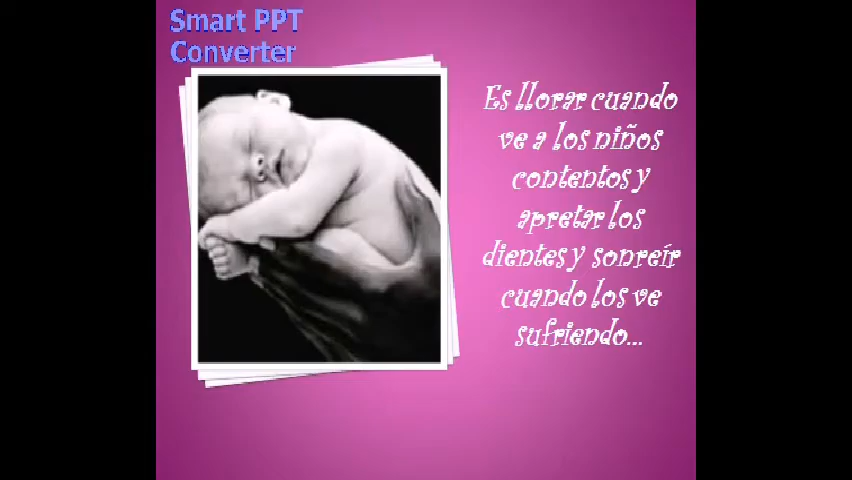 Smart PPT
Converter
Es llorar cuando
ve a los niños
contentos y
apretar los
dientes y sonreír
cuando los ve
sufriendo...